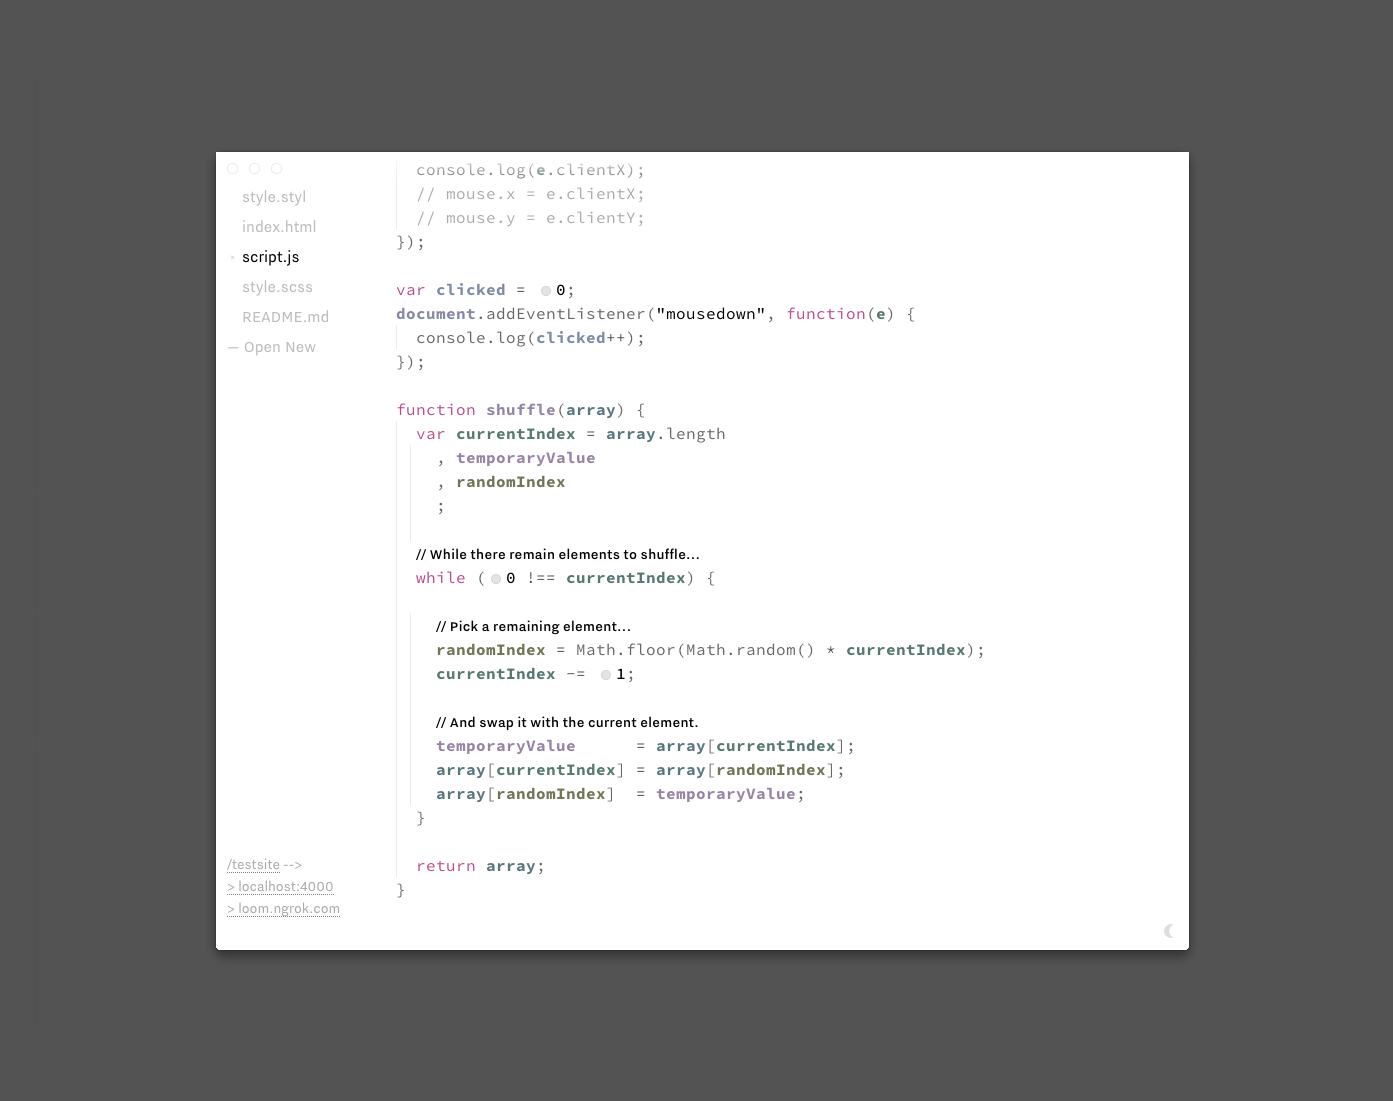 style.styl
index.html
script.js
style.scss
README.md
— Open New
/testsite -->
> localhost:4000
> loom.ngrok.com
console.log(e.clientX);
// mouse.x = e.clientX;
// mouse.y = e.clientY;
});
var clicked = 0;
document.addEventListener("mousedown", function(e) {
console.log(clicked++);
});
function shuffle(array) {
var currentIndex = array.length
, temporaryValue
, randomIndex
;
// While there remain elements to shuffle...
while (0 !== currentIndex) {
// Pick a remaining element...
randomIndex = Math.floor(Math.random() * currentIndex);
currentIndex -= 1;
// And swap it with the current element.
temporaryValue      = array[currentIndex];
array[currentIndex] = array[randomIndex];
array[randomIndex]  = temporaryValue;
}
return array;
}